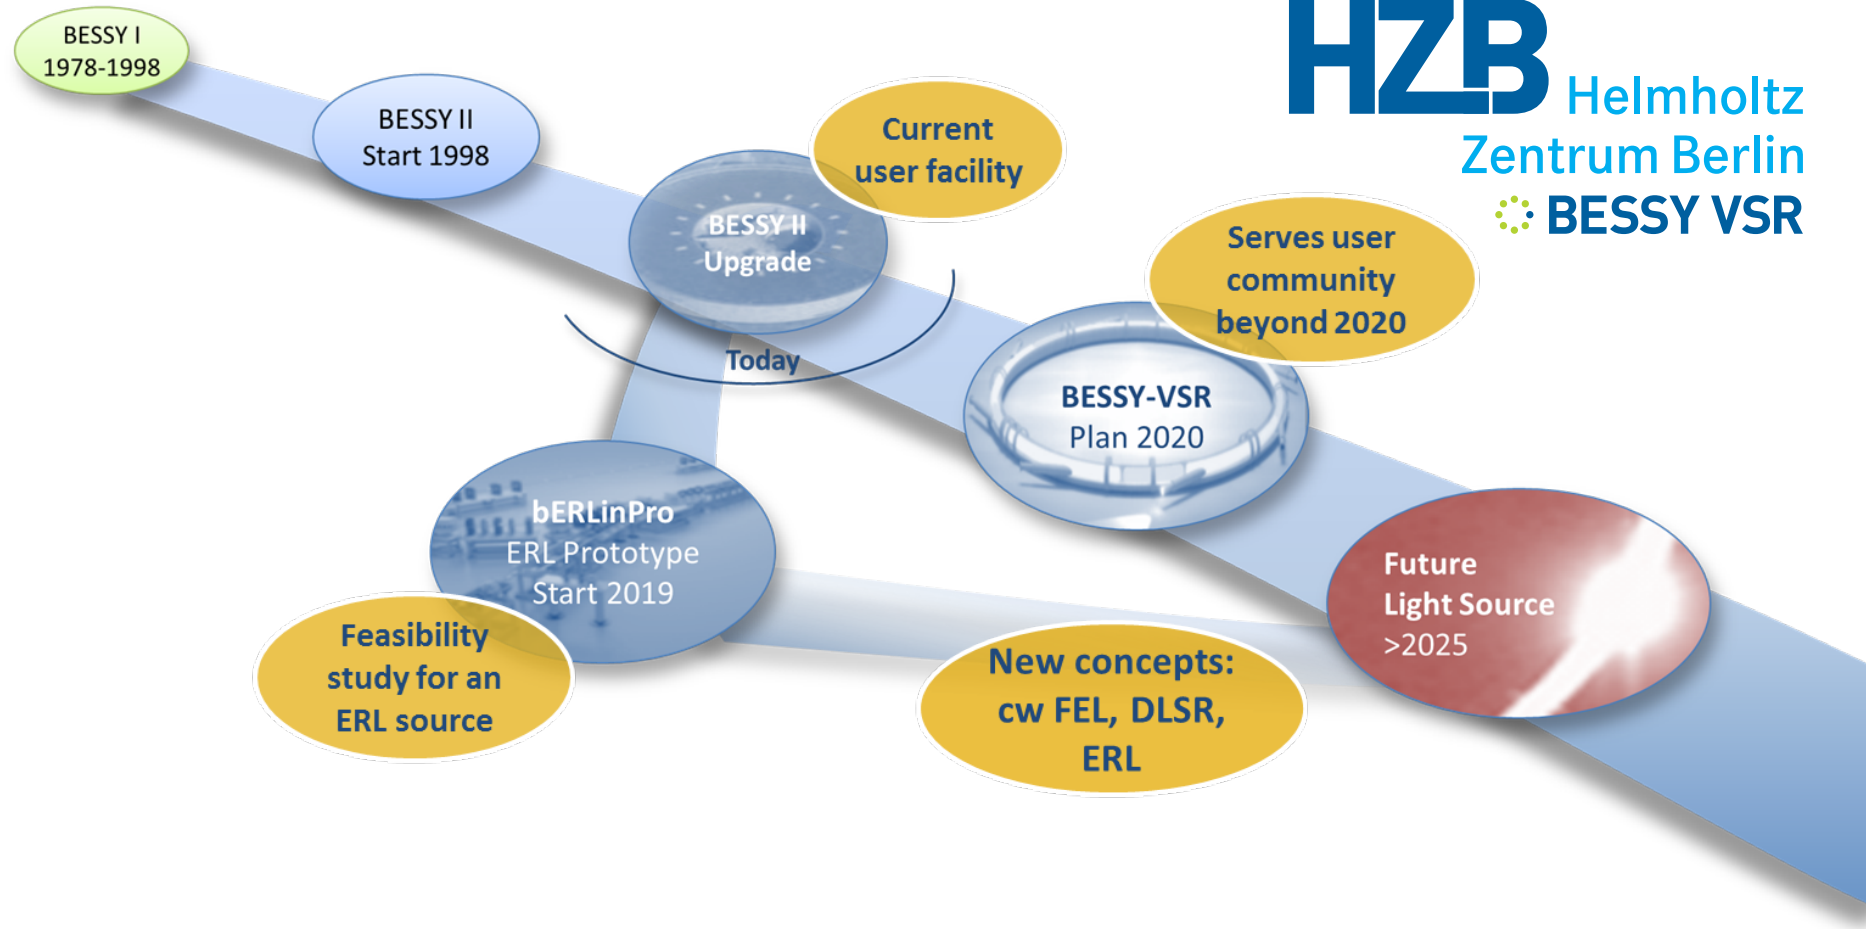 BESSY I
1978-1998
BESSY II
Start 1998
BESSY II
Upgrade
Current
user facility
Today
HZB Helmholtz
Zentrum Berlin
BESSY VSR
Serves user
community
beyond 2020
BESSY-VSR
Plan 2020
bERLinPro
ERL Prototype
Start 2019
Feasibility
study for an
ERL source
New concepts:
cw FEL, DLSR,
ERL
Future
Light Source
>2025